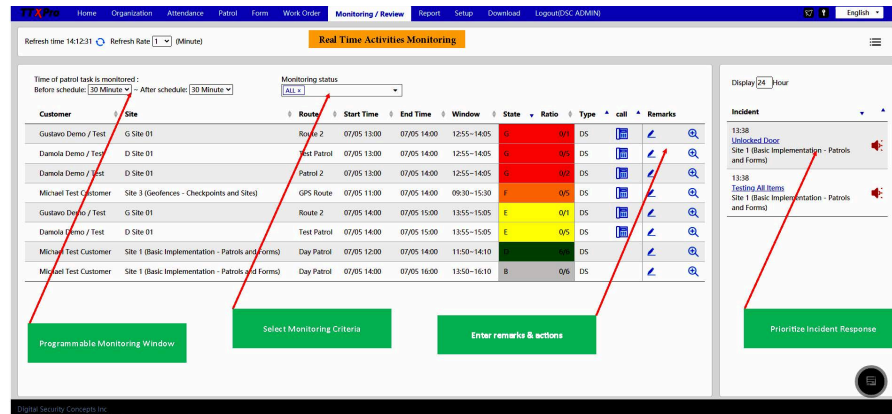 TTXPro Home Organization Attendance Patrol Form Work Order Monitoring / Review Report Setup Download Logout(DSC ADMIN) English
Refresh time 14:12:31 Refresh Rate 1 (Minute)
Real Time Activities Monitoring
Time of patrol task is monitored :
Before schedule: 30 Minute ~ After schedule: 30 Minute
Monitoring status
ALL ×
Customer Site Route Start Time End Time Window State Ratio Type call Remarks
Gustavo Demo / Test G Site 01 Route 2 07/05 13:00 07/05 14:00 12:55~14:05 G 0/1 DS
Damola Demo / Test D Site 01 Test Patrol 07/05 13:00 07/05 14:00 12:55~14:05 G 0/5 DS
Damola Demo / Test D Site 01 Patrol 2 07/05 13:00 07/05 14:00 12:55~14:05 G 0/2 DS
Michael Test Customer Site 3 (Geofences - Checkpoints and Sites) GPS Route 07/05 11:00 07/05 14:00 09:30~15:30 F 0/5 DS
Gustavo Demo / Test G Site 01 Route 2 07/05 14:00 07/05 15:00 13:55~15:05 E 0/1 DS
Damola Demo / Test D Site 01 Test Patrol 07/05 14:00 07/05 15:00 13:55~15:05 E 0/5 DS
Michael Test Customer Site 1 (Basic Implementation - Patrols and Forms) Day Patrol 07/05 12:00 07/05 14:00 11:50~14:10 D DS
Michael Test Customer Site 1 (Basic Implementation - Patrols and Forms) Day Patrol 07/05 14:00 07/05 16:00 13:50~16:10 B 0/6 DS
Display 24 Hour
Incident
13:38
Unlocked Door
Site 1 (Basic Implementation - Patrols
and Forms)
13:38
Testing All Items
Site 1 (Basic Implementation - Patrols
and Forms)
Programmable Monitoring Window
Select Monitoring Criteria
Enter remarks & actions
Prioritize Incident Response
Digital Security Concepts Inc